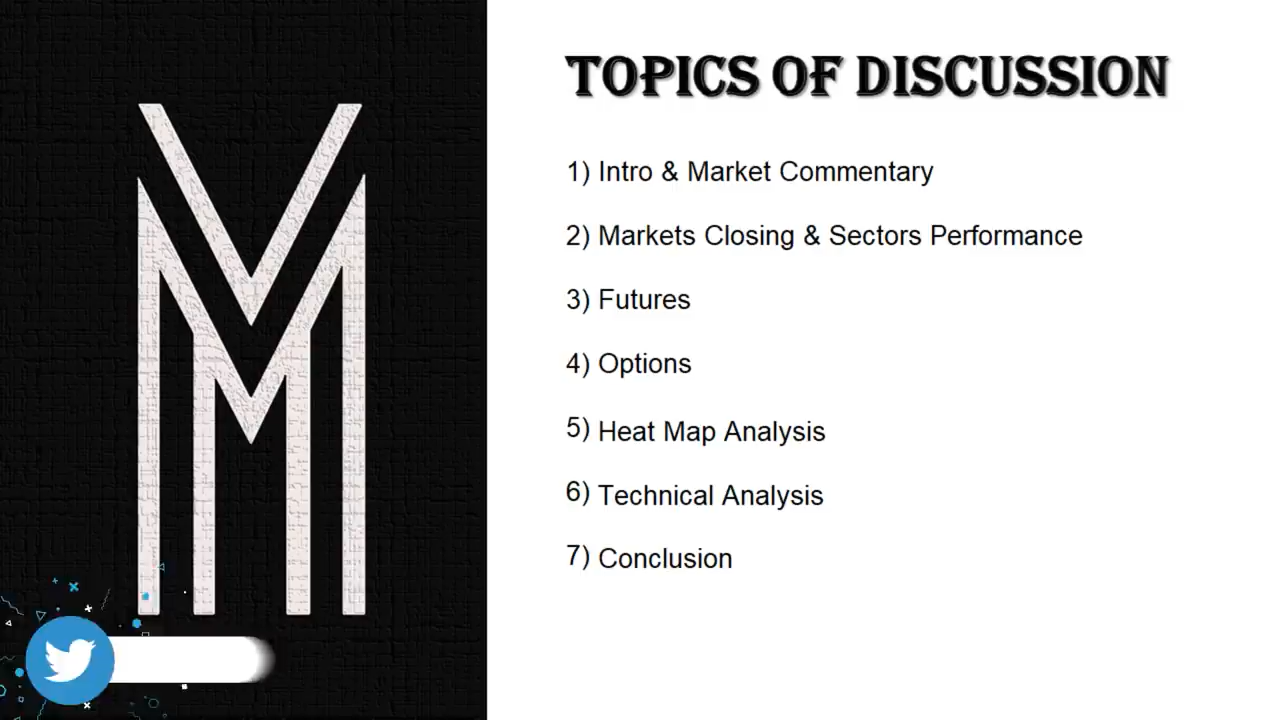 TOPICS OF DISCUSSION
1) Intro & Market Commentary
2) Markets Closing & Sectors Performance
3) Futures
4) Options
5) Heat Map Analysis
6) Technical Analysis
7) Conclusion